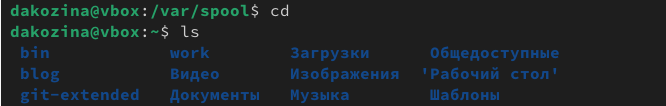 dakozina@vbox:/var/spool$ cd
dakozina@vbox:~$ ls
bin work Загрузки Общедоступные
blog Видео Изображения 'Рабочий стол'
git-extended Документы Музыка Шаблоны